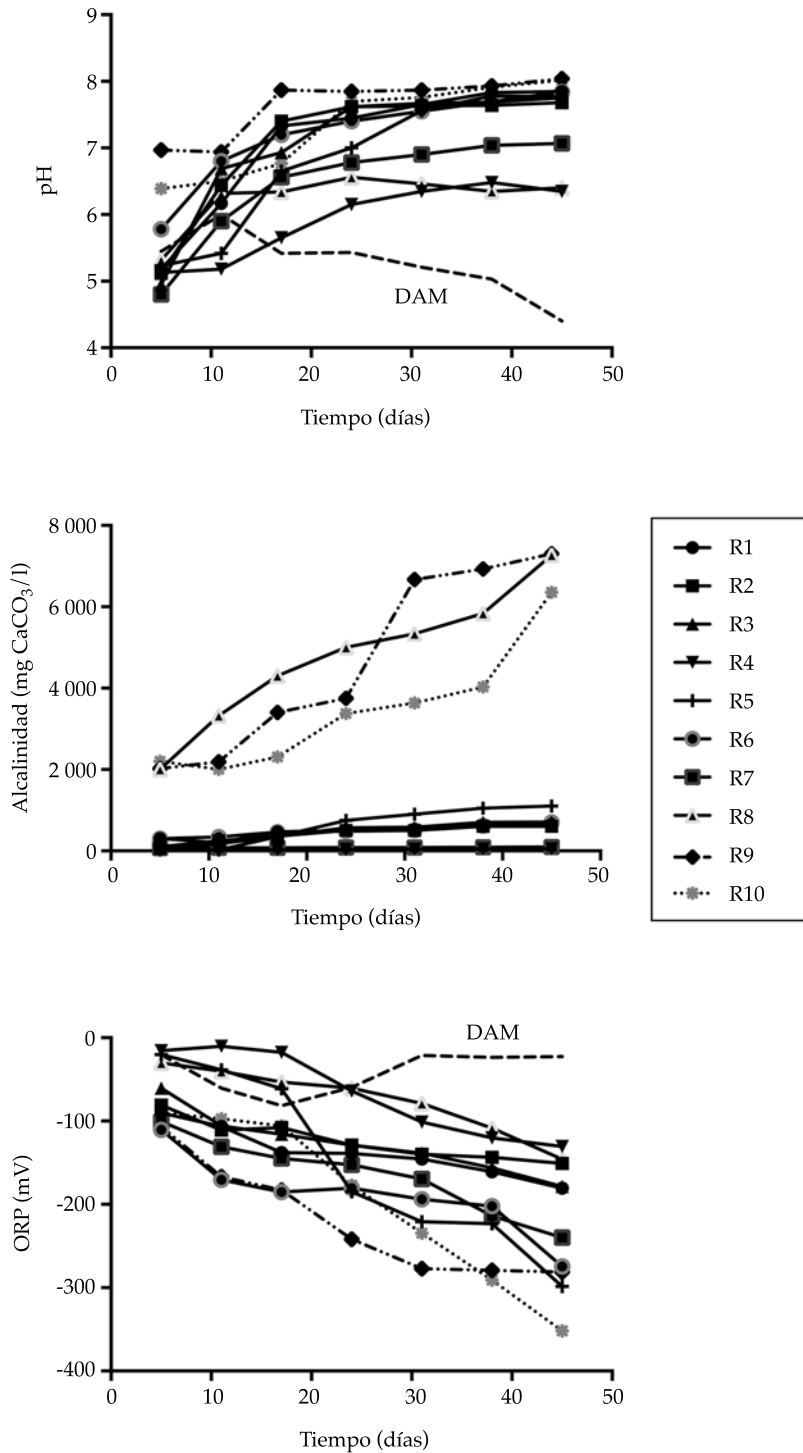 9
8
7
6
5
4
pH
DAM
0 10 20 30 40 50
Tiempo (días)
8 000
6 000
4 000
2 000
0
Alcalinidad (mg CaCO₃/l)
0 10 20 30 40 50
Tiempo (días)
R1
R2
R3
R4
R5
R6
R7
R8
R9
R10
0
-100
-200
-300
-400
ORP (mV)
DAM
0 10 20 30 40 50
Tiempo (días)